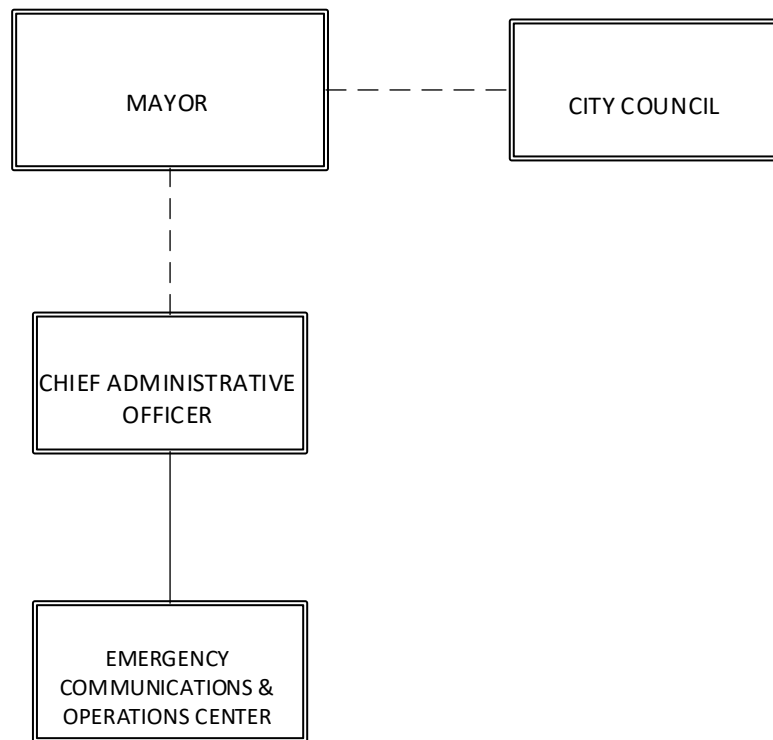 MAYOR
CITY COUNCIL
CHIEF ADMINISTRATIVE
OFFICER
EMERGENCY
COMMUNICATIONS &
OPERATIONS CENTER